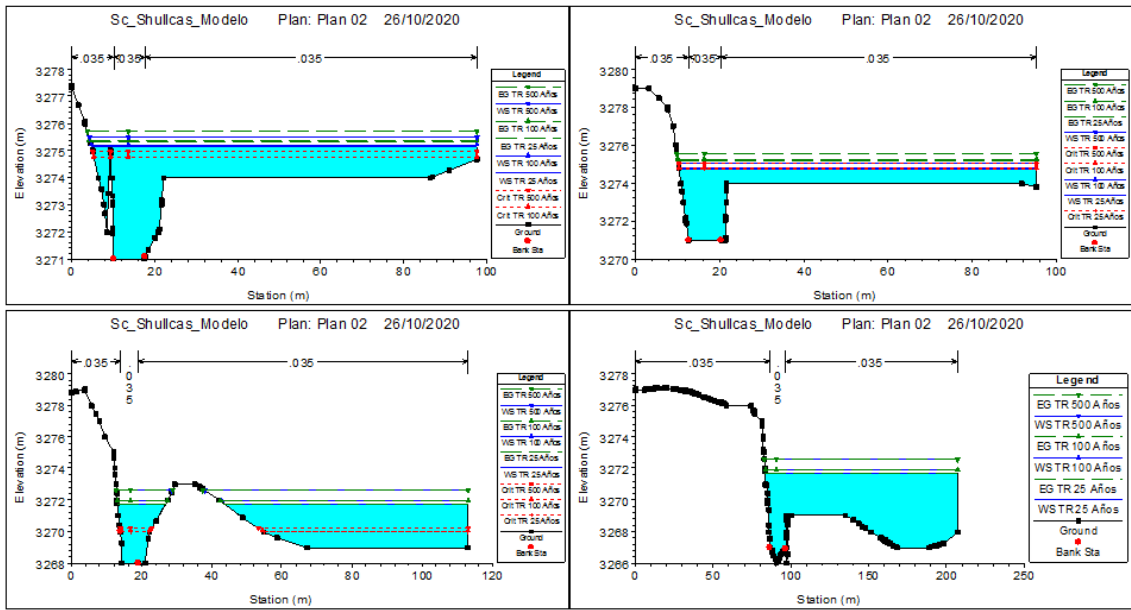 Sc_Shullcas_Modelo Plan: Plan 02 26/10/2020
.035 .035 .035
Elevation (m)
3278
3277
3276
3275
3274
3273
3272
3271
0 20 40 60 80 100
Station (m)
Legend
EG TR 500 Años
WS TR 500 Años
EG TR 100 Años
EG TR 25 Años
WS TR 100 Años
WS TR 25 Años
Crit TR 500 Años
Crit TR 100 Años
Ground
Bank Sta
Sc_Shullcas_Modelo Plan: Plan 02 26/10/2020
.035 .035 .035
Elevation (m)
3280
3278
3276
3274
3272
3270
0 20 40 60 80 100
Station (m)
Legend
EG TR 500 Años
EG TR 100 Años
EG TR 25 Años
WS TR 500 Años
Crit TR 500 Años
Crit TR 100 Años
WS TR 100 Años
WS TR 25 Años
Crit TR 25 Años
Ground
Bank Sta
Sc_Shullcas_Modelo Plan: Plan 02 26/10/2020
.035 .035 .035
Elevation (m)
3280
3278
3276
3274
3272
3270
3268
0 20 40 60 80 100 120
Station (m)
Legend
EG TR 500 Años
WS TR 500 Años
EG TR 100 Años
WS TR 100 Años
EG TR 25 Años
WS TR 25 Años
Crit TR 500 Años
Crit TR 100 Años
Crit TR 25 Años
Ground
Bank Sta
Sc_Shullcas_Modelo Plan: Plan 02 26/10/2020
.035 .035 .035
Elevation (m)
3280
3278
3276
3274
3272
3270
3268
3266
0 50 100 150 200 250
Station (m)
Legend
EG TR 500 Años
WS TR 500 Años
EG TR 100 Años
WS TR 100 Años
EG TR 25 Años
WS TR 25 Años
Ground
Bank Sta